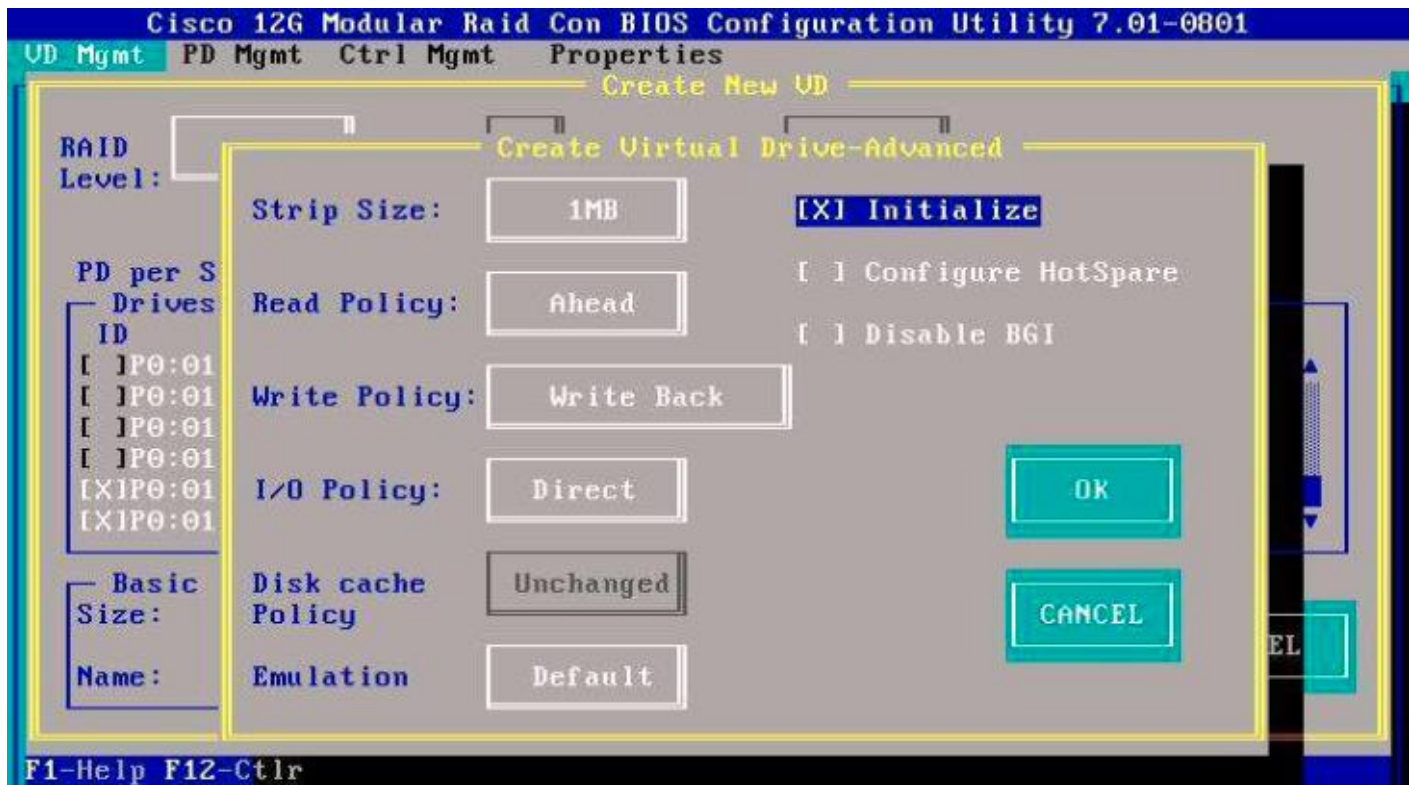 Cisco 12G Modular Raid Con BIOS Configuration Utility 7.01-0801
VD Mgmt PD Mgmt Ctrl Mgmt Properties
Create New VD
RAID
Level:
Create Virtual Drive-Advanced
Strip Size: 1MB [X] Initialize
PD per S
[ ] Configure HotSpare
Drives
Read Policy: Ahead
ID
[ ] Disable BGI
[ ]P0:01
[ ]P0:01
Write Policy: Write Back
[ ]P0:01
[ ]P0:01
[X]P0:01
I/O Policy: Direct OK
[X]P0:01
Basic
Disk cache
Policy
Unchanged
Size:
CANCEL
EL
Name:
Emulation Default
F1-Help F12-Ctlr